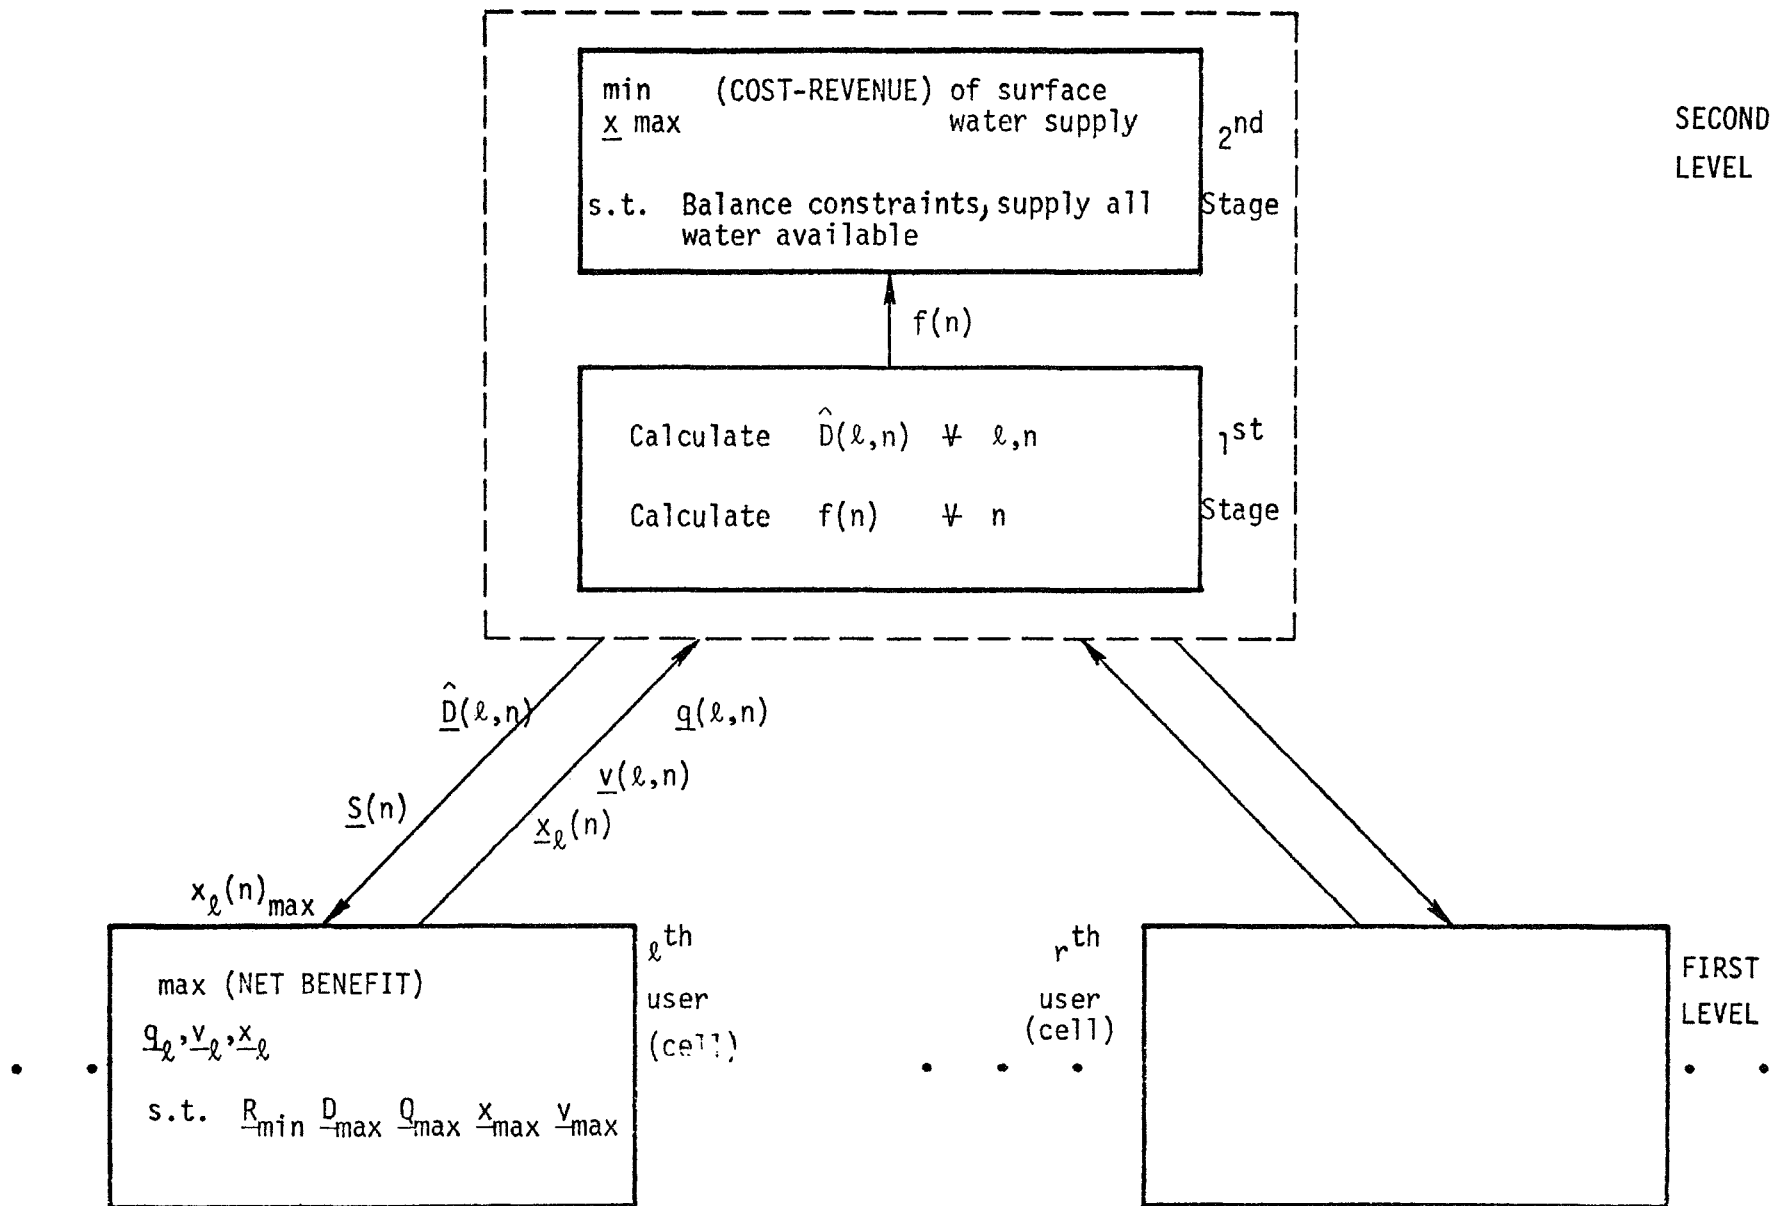 min (COST-REVENUE) of surface
x max water supply
s.t. Balance constraints, supply all
water available
2nd
Stage
SECOND
LEVEL
f(n)
Calculate D̂(ℓ,n) ∀ ℓ,n
Calculate f(n) ∀ n
1st
Stage
D̂(ℓ,n)
S(n)
xℓ(n)max
q(ℓ,n)
v(ℓ,n)
xℓ(n)
max (NET BENEFIT)
qℓ,vℓ,xℓ
s.t. Rmin Dmax Qmax xmax vmax
ℓth
user
(cell)
. .
. . .
rth
user
(cell)
FIRST
LEVEL
. .